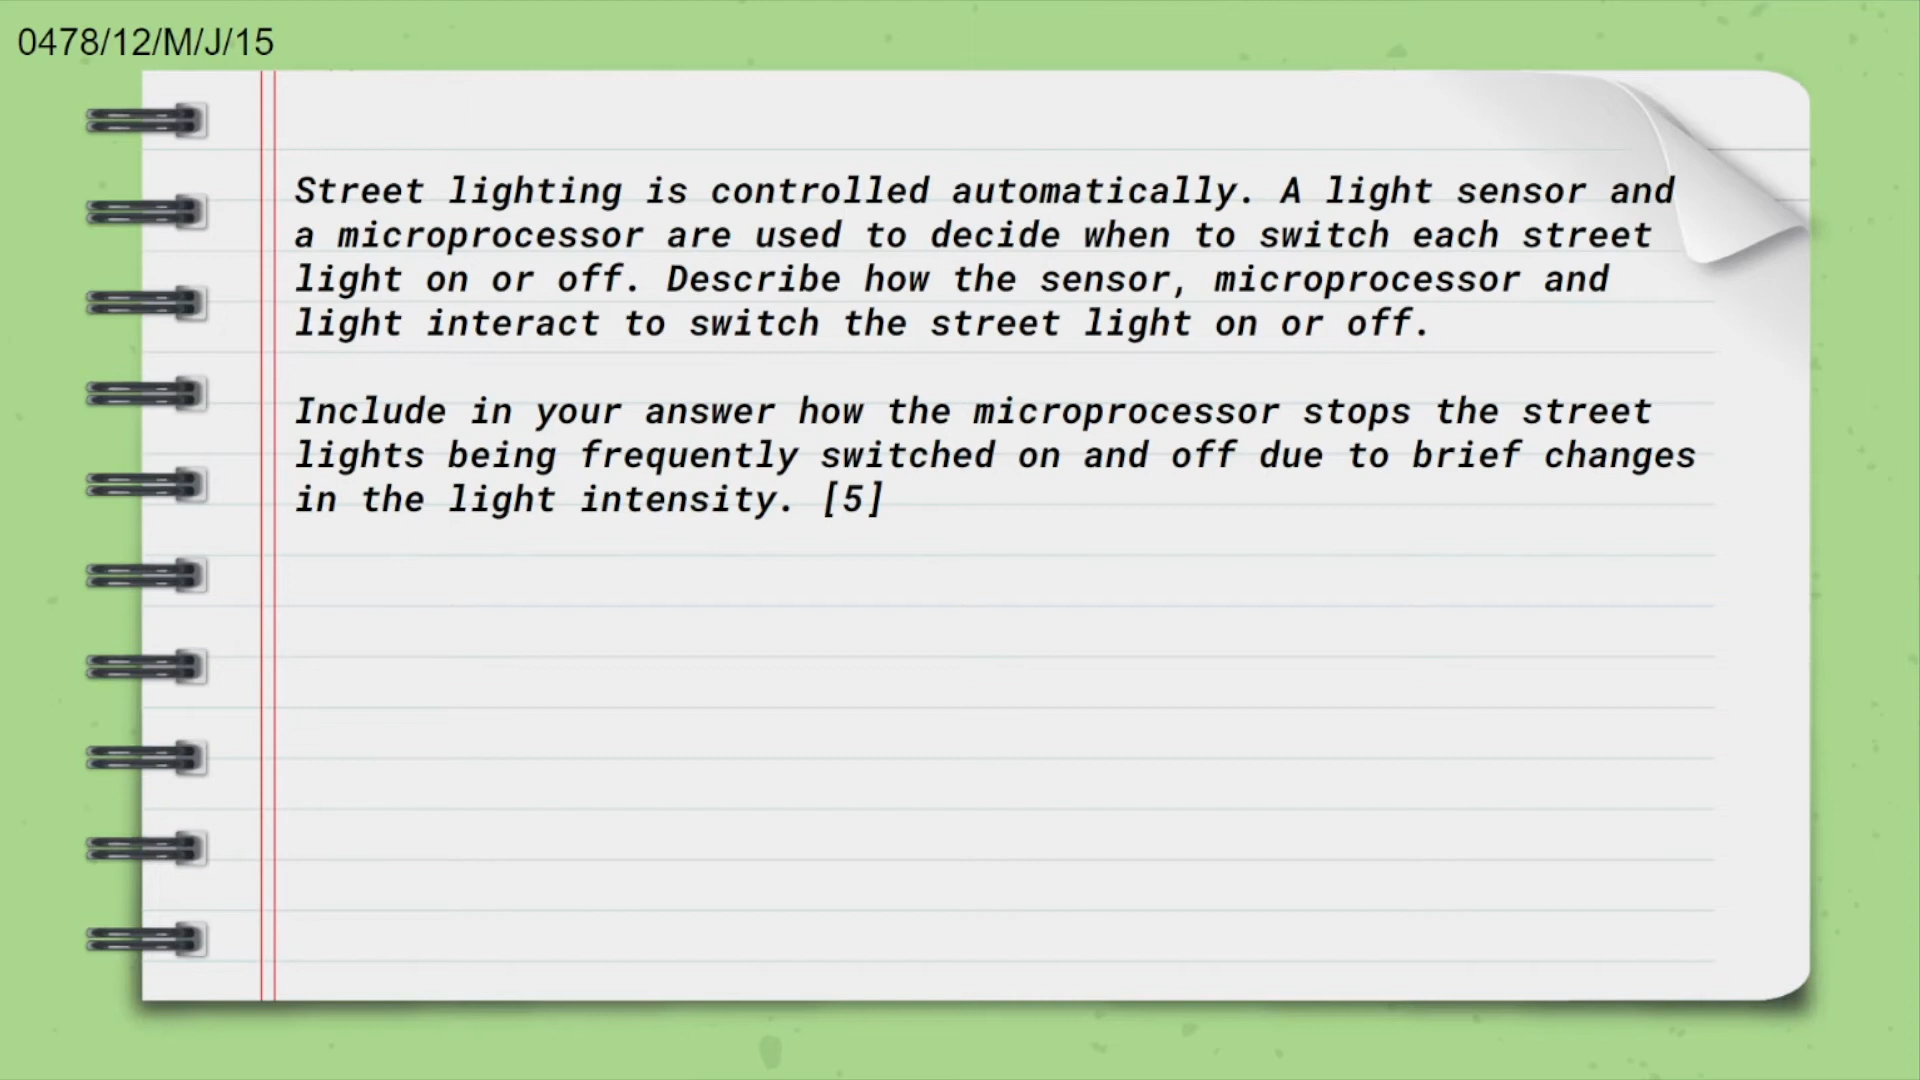 0478/12/M/J/15
Street lighting is controlled automatically. A light sensor and
a microprocessor are used to decide when to switch each street
light on or off. Describe how the sensor, microprocessor and
light interact to switch the street light on or off.
Include in your answer how the microprocessor stops the street
lights being frequently switched on and off due to brief changes
in the light intensity. [5]